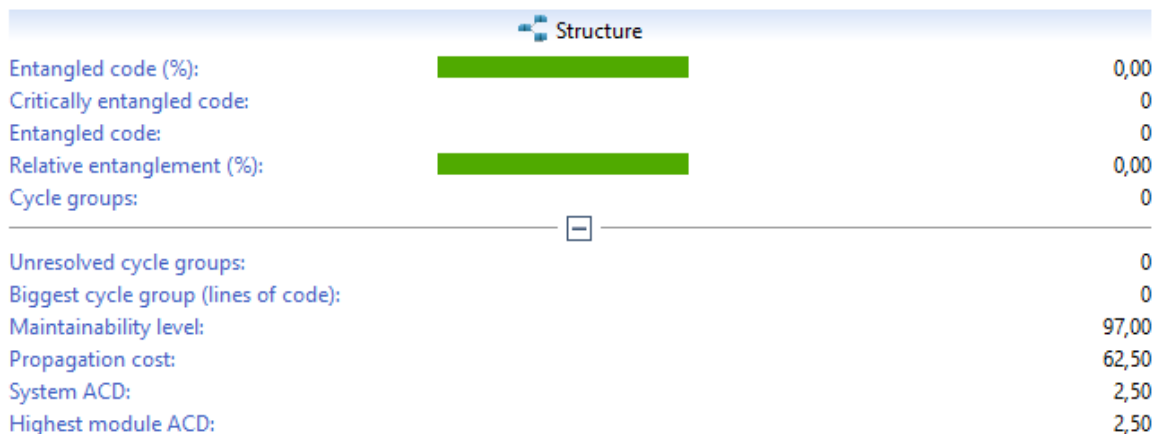 Structure
Entangled code (%): 0,00
Critically entangled code: 0
Entangled code: 0
Relative entanglement (%): 0,00
Cycle groups: 0
Unresolved cycle groups: 0
Biggest cycle group (lines of code): 0
Maintainability level: 97,00
Propagation cost: 62,50
System ACD: 2,50
Highest module ACD: 2,50